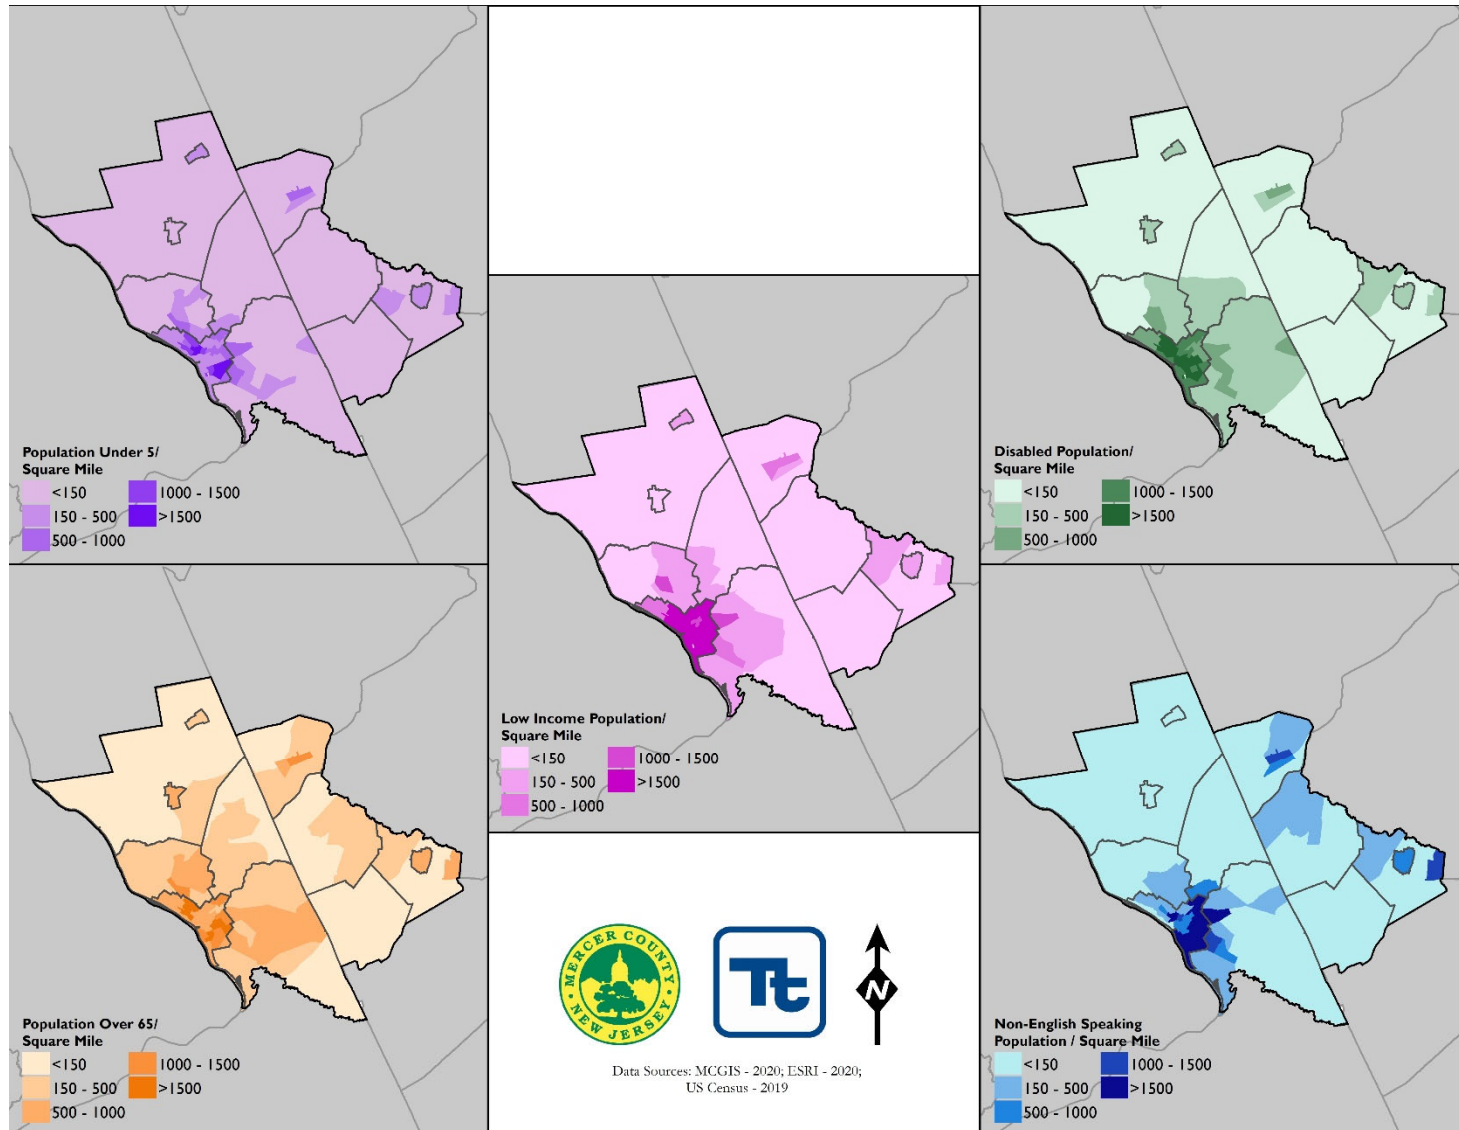 Population Under 5/
Square Mile
<150
1000 - 1500
150 - 500
>1500
500 - 1000
Disabled Population/
Square Mile
<150
1000 - 1500
150 - 500
>1500
500 - 1000
Low Income Population/
Square Mile
<150
1000 - 1500
150 - 500
>1500
500 - 1000
Population Over 65/
Square Mile
<150
1000 - 1500
150 - 500
>1500
500 - 1000
MERCER COUNTY
NEW JERSEY
Tt
N
Data Sources: MCGIS - 2020; ESRI - 2020;
US Census - 2019
Non-English Speaking
Population / Square Mile
<150
1000 - 1500
150 - 500
>1500
500 - 1000